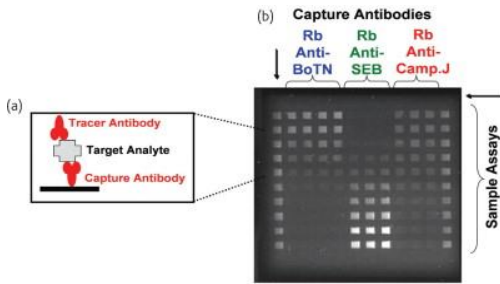 (b) Capture Antibodies
Rb Rb Rb
Anti- Anti- Anti-
BoTN SEB Camp.J
(a)
Tracer Antibody
Target Analyte
Capture Antibody
Sample Assays